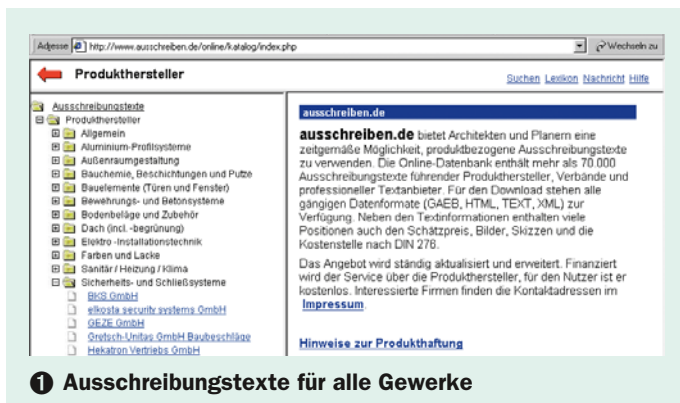 Adresse http://www.ausschreiben.de/online/katalog/index.php Wechseln zu
Produkthersteller
Suchen Lexikon Nachricht Hilfe
Ausschreibungstexte
Produkthersteller
Allgemein
Aluminium-Profilsysteme
Außenraumgestaltung
Bauchemie, Beschichtungen und Putze
Bauelemente (Türen und Fenster)
Bewehrungs- und Betonsysteme
Bodenbeläge und Zubehör
Dach (incl. -begrünung)
Elektro -Installationstechnik
Farben und Lacke
Sanitär / Heizung / Klima
Sicherheits- und Schließsysteme
BKS GmbH
elkosta security systems GmbH
GEZE GmbH
Gretsch-Unitas GmbH Baubeschläge
Hekatron Vertriebs GmbH
ausschreiben.de
ausschreiben.de bietet Architekten und Planern eine
zeitgemäße Möglichkeit, produktbezogene Ausschreibungstexte
zu verwenden. Die Online-Datenbank enthält mehr als 70.000
Ausschreibungstexte führender Produkthersteller, Verbände und
professioneller Textanbieter. Für den Download stehen alle
gängigen Datenformate (GAEB, HTML, TEXT, XML) zur
Verfügung. Neben den Textinformationen enthalten viele
Positionen auch den Schätzpreis, Bilder, Skizzen und die
Kostenstelle nach DIN 276.
Das Angebot wird ständig aktualisiert und erweitert. Finanziert
wird der Service über die Produkthersteller, für den Nutzer ist er
kostenlos. Interessierte Firmen finden die Kontaktadressen im
Impressum.
Hinweise zur Produkthaftung
❶ Ausschreibungstexte für alle Gewerke